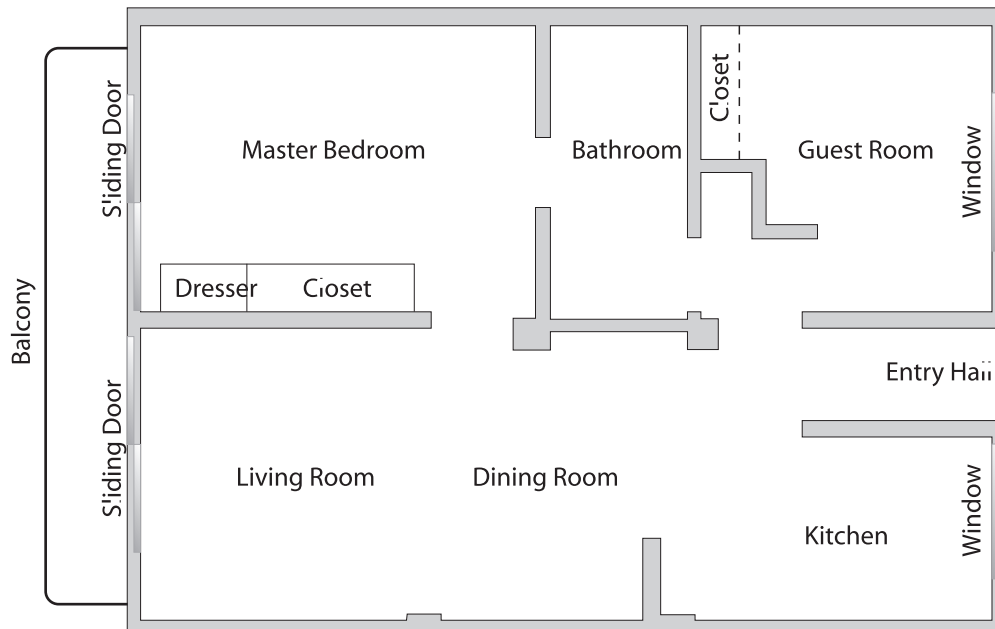 Closet
Sliding Door
Master Bedroom
Bathroom
Guest Room
Window
Dresser
Closet
Balcony
Entry Hall
Sliding Door
Living Room
Dining Room
Kitchen
Window